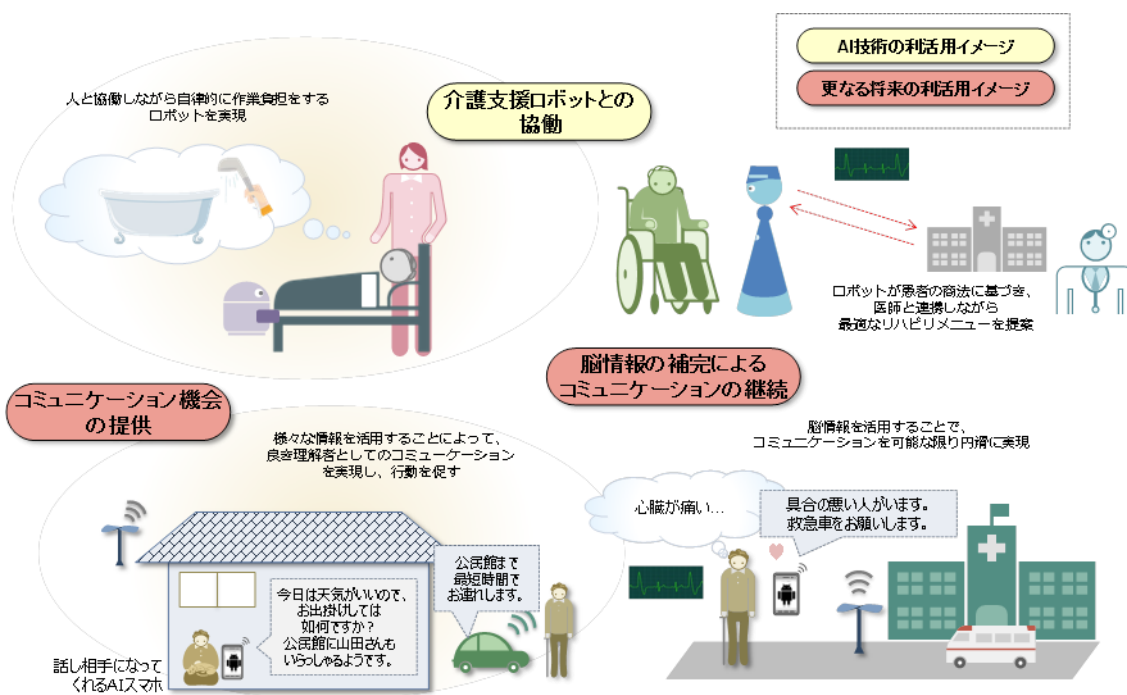 AI技術の利活用イメージ
更なる将来の利活用イメージ
人と協働しながら自律的に作業負担をする
ロボットを実現
介護支援ロボットとの
協働
ロボットが患者の商法に基づき、
医師と連携しながら
最適なリハビリメニューを提案
コミュニケーション機会
の提供
様々な情報を活用することによって、
良き理解者としてのコミューケーション
を実現し、行動を促す
脳情報の補完による
コミュニケーションの継続
脳情報を活用することで、
コミュニケーションを可能な限り円滑に実現
心臓が痛い…
具合の悪い人がいます。
救急車をお願いします。
公民館まで
最短時間で
お連れします。
今日は天気がいいので、
お出掛けしては
如何ですか?
公民館に山田さんも
いらっしゃるようです。
話し相手になって
くれるAIスマホ